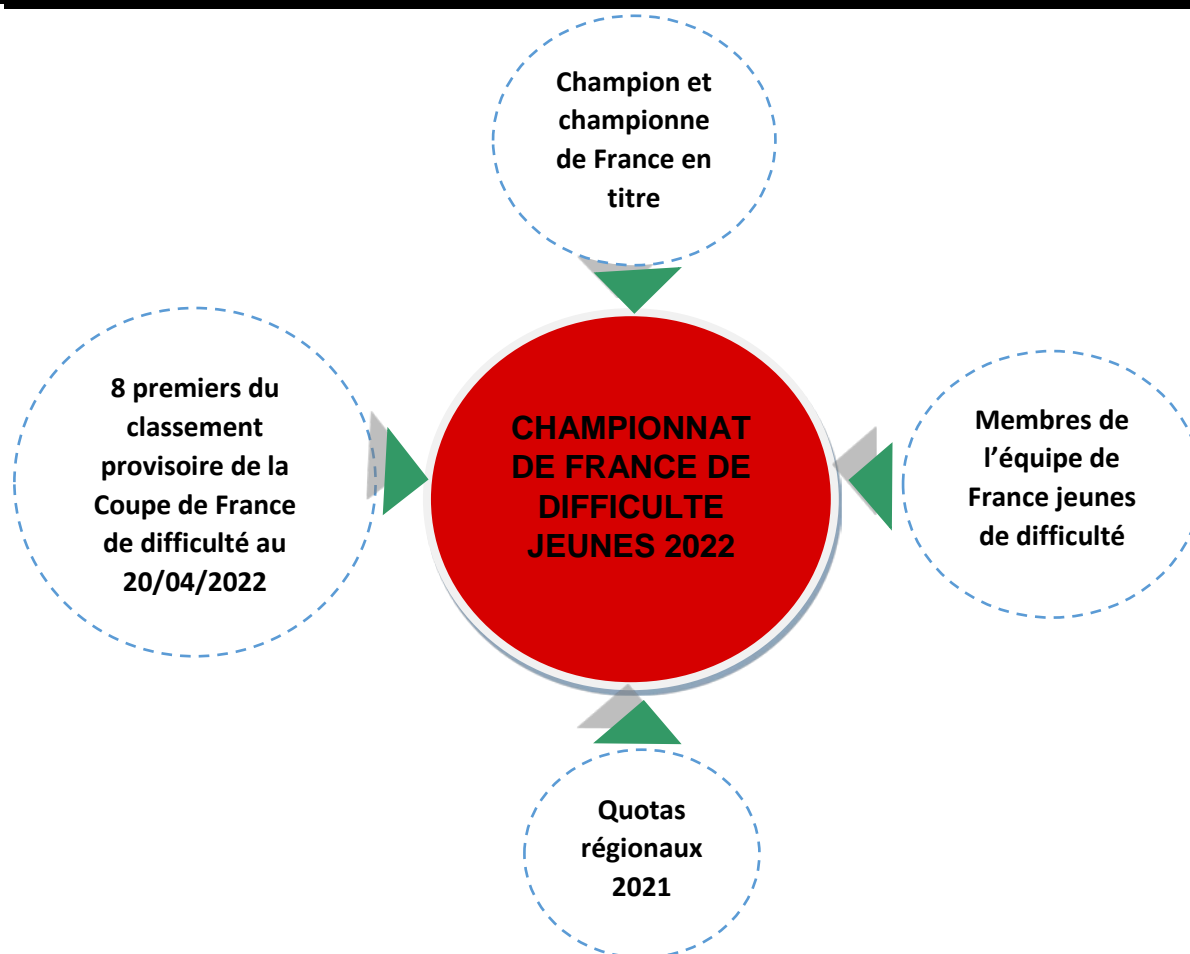 Champion et
championne
de France en
titre
8 premiers du
classement
provisoire de la
Coupe de France
de difficulté au
20/04/2022
CHAMPIONNAT
DE FRANCE DE
DIFFICULTE
JEUNES 2022
Membres de
l’équipe de
France jeunes
de difficulté
Quotas
régionaux
2021